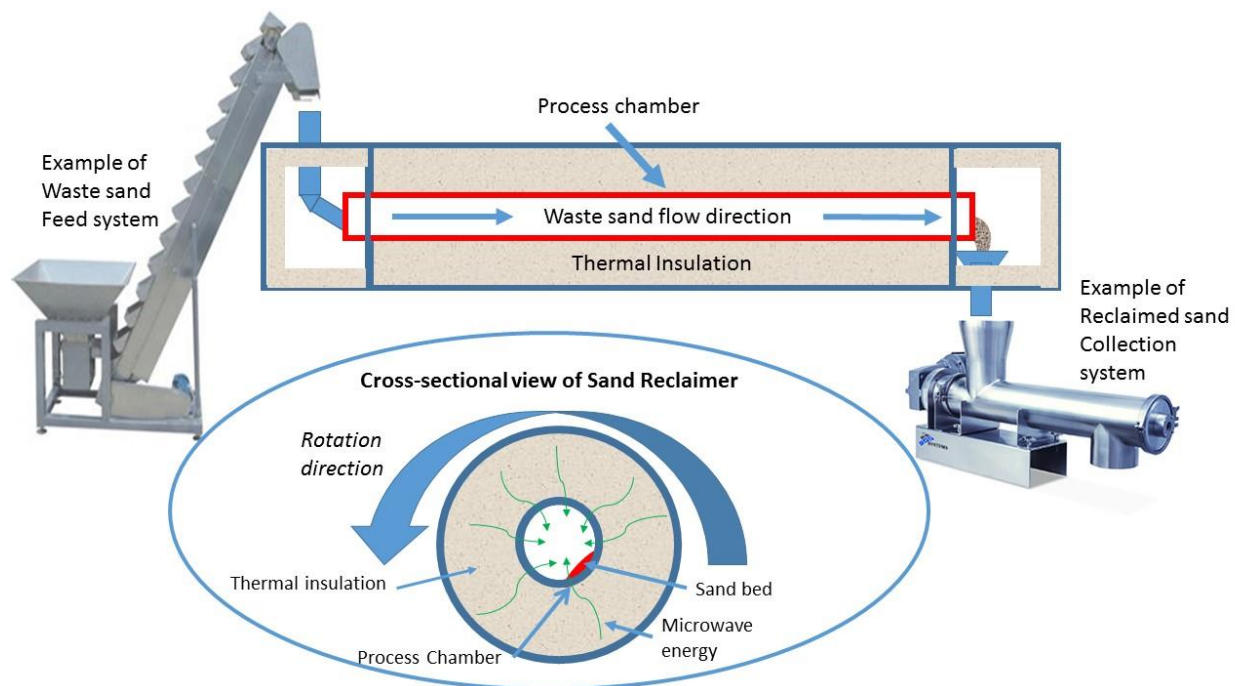 Process chamber
Example of
Waste sand
Feed system
Waste sand flow direction
Thermal Insulation
Example of
Reclaimed sand
Collection
system
Cross-sectional view of Sand Reclaimer
Rotation
direction
Thermal insulation
Sand bed
Microwave
energy
Process Chamber